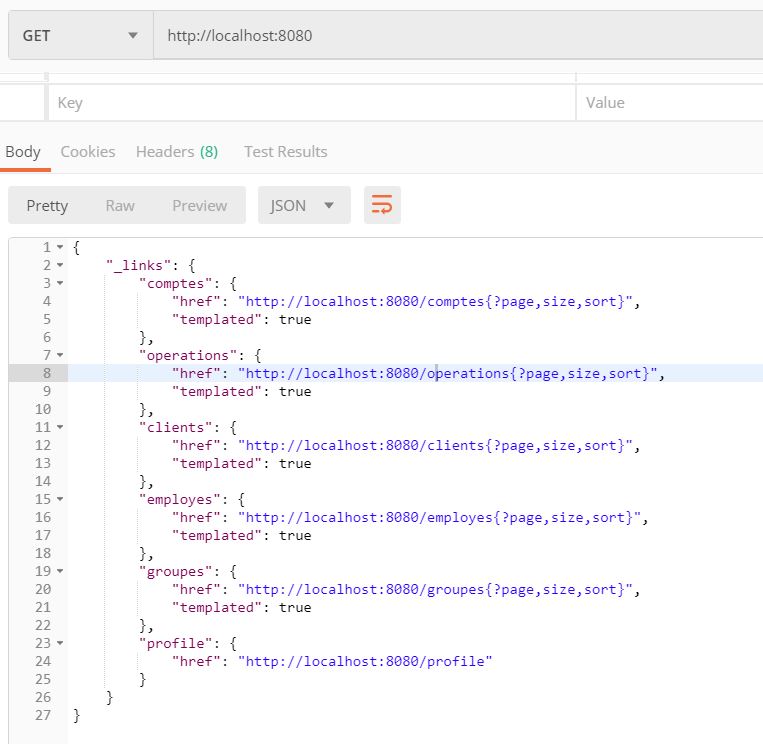 GET http://localhost:8080
Key Value
Body Cookies Headers (8) Test Results
Pretty Raw Preview JSON
1 {
2 "_links": {
3 "comptes": {
4 "href": "http://localhost:8080/comptes{?page,size,sort}",
5 "templated": true
6 },
7 "operations": {
8 "href": "http://localhost:8080/operations{?page,size,sort}",
9 "templated": true
10 },
11 "clients": {
12 "href": "http://localhost:8080/clients{?page,size,sort}",
13 "templated": true
14 },
15 "employes": {
16 "href": "http://localhost:8080/employes{?page,size,sort}",
17 "templated": true
18 },
19 "groupes": {
20 "href": "http://localhost:8080/groupes{?page,size,sort}",
21 "templated": true
22 },
23 "profile": {
24 "href": "http://localhost:8080/profile"
25 }
26 }
27 }